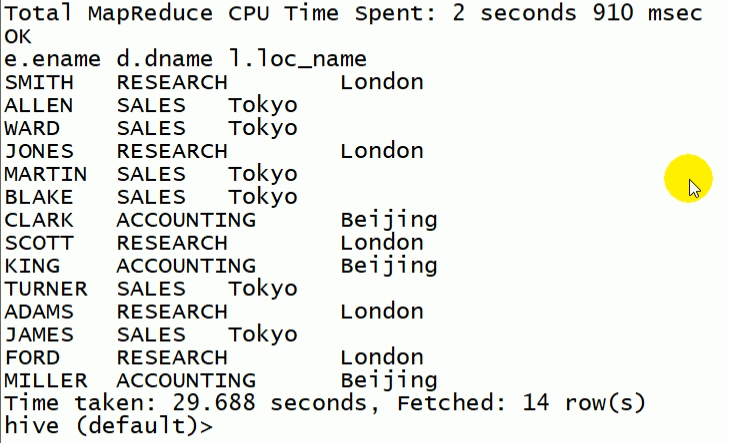 Total MapReduce CPU Time Spent: 2 seconds 910 msec
OK
e.ename d.dname l.loc_name
SMITH   RESEARCH        London
ALLEN   SALES   Tokyo
WARD    SALES   Tokyo
JONES   RESEARCH        London
MARTIN  SALES   Tokyo
BLAKE   SALES   Tokyo
CLARK   ACCOUNTING      Beijing
SCOTT   RESEARCH        London
KING    ACCOUNTING      Beijing
TURNER  SALES   Tokyo
ADAMS   RESEARCH        London
JAMES   SALES   Tokyo
FORD    RESEARCH        London
MILLER  ACCOUNTING      Beijing
Time taken: 29.688 seconds, Fetched: 14 row(s)
hive (default)>